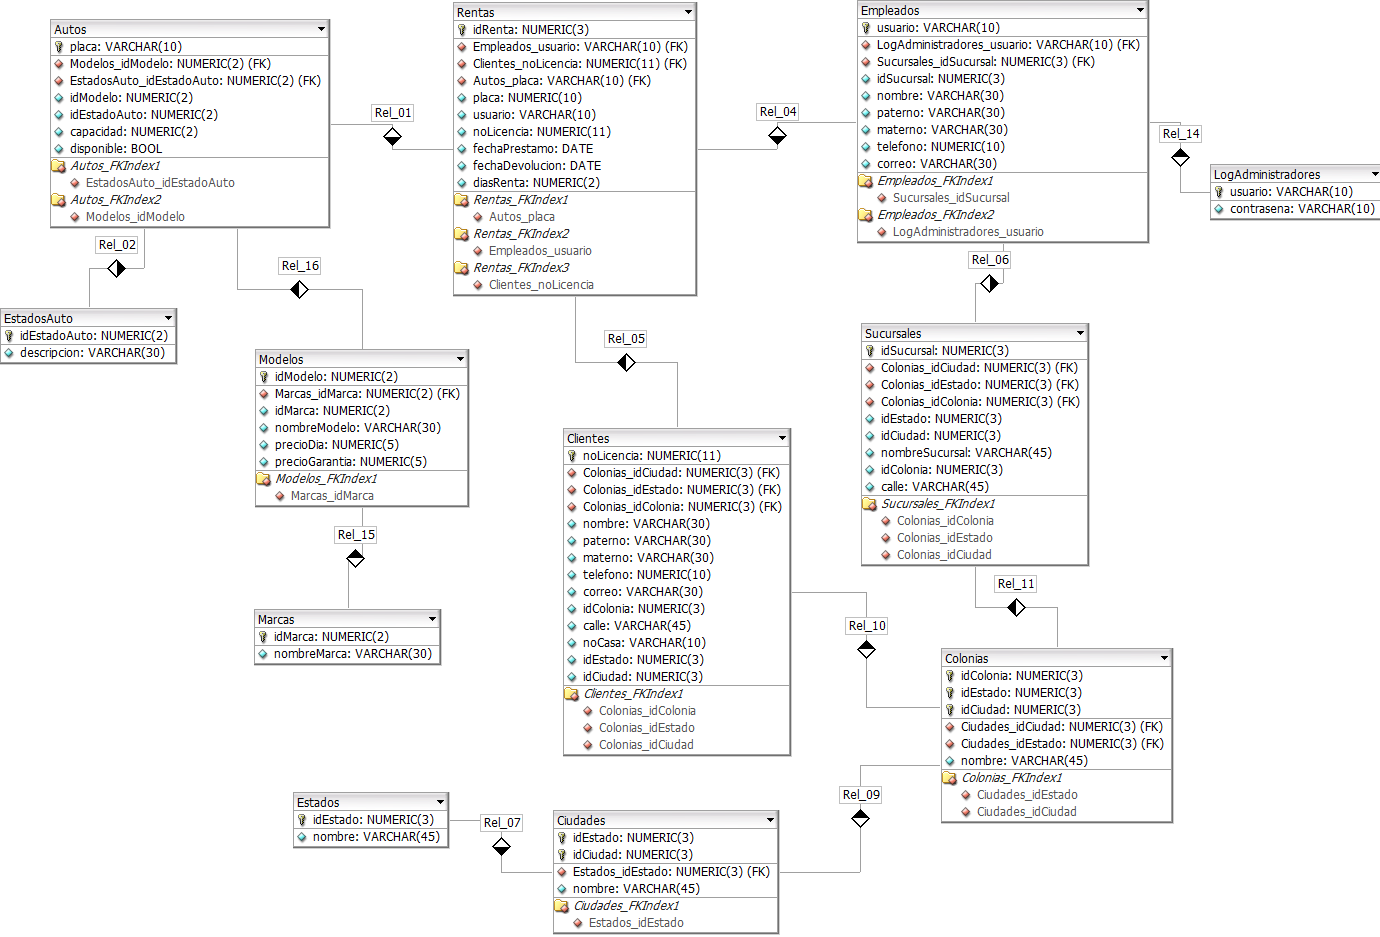 Autos
placa: VARCHAR(10)
Modelos_idModelo: NUMERIC(2) (FK)
EstadosAuto_idEstadoAuto: NUMERIC(2) (FK)
idModelo: NUMERIC(2)
idEstadoAuto: NUMERIC(2)
capacidad: NUMERIC(2)
disponible: BOOL
Autos_FKIndex1
EstadosAuto_idEstadoAuto
Autos_FKIndex2
Modelos_idModelo
Rel_01
Rentas
idRenta: NUMERIC(3)
Empleados_usuario: VARCHAR(10) (FK)
Clientes_noLicencia: NUMERIC(11) (FK)
Autos_placa: VARCHAR(10) (FK)
placa: NUMERIC(10)
usuario: VARCHAR(10)
noLicencia: NUMERIC(11)
fechaPrestamo: DATE
fechaDevolucion: DATE
diasRenta: NUMERIC(2)
Rentas_FKIndex1
Autos_placa
Rentas_FKIndex2
Empleados_usuario
Rentas_FKIndex3
Clientes_noLicencia
Rel_04
Empleados
usuario: VARCHAR(10)
LogAdministradores_usuario: VARCHAR(10) (FK)
Sucursales_idSucursal: NUMERIC(3) (FK)
idSucursal: NUMERIC(3)
nombre: VARCHAR(30)
paterno: VARCHAR(30)
materno: VARCHAR(30)
telefono: NUMERIC(10)
correo: VARCHAR(30)
Empleados_FKIndex1
Sucursales_idSucursal
Empleados_FKIndex2
LogAdministradores_usuario
Rel_14
LogAdministradores
usuario: VARCHAR(10)
contrasena: VARCHAR(10)
Rel_02
Rel_16
Rel_06
EstadosAuto
idEstadoAuto: NUMERIC(2)
descripcion: VARCHAR(30)
Modelos
idModelo: NUMERIC(2)
Marcas_idMarca: NUMERIC(2) (FK)
idMarca: NUMERIC(2)
nombreModelo: VARCHAR(30)
precioDia: NUMERIC(5)
precioGarantia: NUMERIC(5)
Modelos_FKIndex1
Marcas_idMarca
Rel_15
Marcas
idMarca: NUMERIC(2)
nombreMarca: VARCHAR(30)
Rel_05
Clientes
noLicencia: NUMERIC(11)
Colonias_idCiudad: NUMERIC(3) (FK)
Colonias_idEstado: NUMERIC(3) (FK)
Colonias_idColonia: NUMERIC(3) (FK)
nombre: VARCHAR(30)
paterno: VARCHAR(30)
materno: VARCHAR(30)
telefono: NUMERIC(10)
correo: VARCHAR(30)
idColonia: NUMERIC(3)
calle: VARCHAR(45)
noCasa: VARCHAR(10)
idEstado: NUMERIC(3)
idCiudad: NUMERIC(3)
Clientes_FKIndex1
Colonias_idColonia
Colonias_idEstado
Colonias_idCiudad
Sucursales
idSucursal: NUMERIC(3)
Colonias_idCiudad: NUMERIC(3) (FK)
Colonias_idEstado: NUMERIC(3) (FK)
Colonias_idColonia: NUMERIC(3) (FK)
idEstado: NUMERIC(3)
idCiudad: NUMERIC(3)
nombreSucursal: VARCHAR(45)
idColonia: NUMERIC(3)
calle: VARCHAR(45)
Sucursales_FKIndex1
Colonias_idColonia
Colonias_idEstado
Colonias_idCiudad
Rel_11
Rel_10
Colonias
idColonia: NUMERIC(3)
idEstado: NUMERIC(3)
idCiudad: NUMERIC(3)
Ciudades_idCiudad: NUMERIC(3) (FK)
Ciudades_idEstado: NUMERIC(3) (FK)
nombre: VARCHAR(45)
Colonias_FKIndex1
Ciudades_idEstado
Ciudades_idCiudad
Estados
idEstado: NUMERIC(3)
nombre: VARCHAR(45)
Rel_07
Ciudades
idEstado: NUMERIC(3)
idCiudad: NUMERIC(3)
Estados_idEstado: NUMERIC(3) (FK)
nombre: VARCHAR(45)
Ciudades_FKIndex1
Estados_idEstado
Rel_09